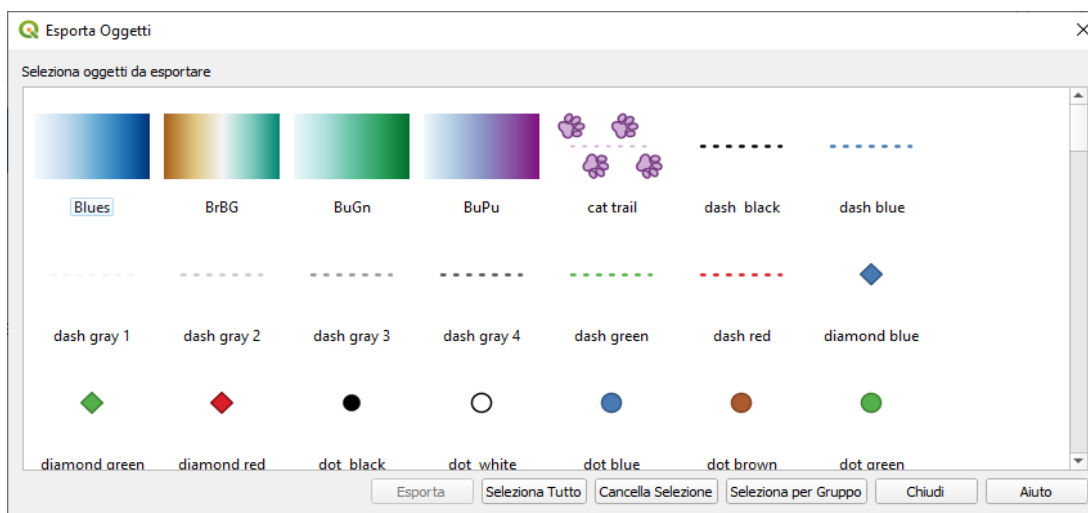 Esporta Oggetti
Seleziona oggetti da esportare
Blues BrBG BuGn BuPu cat trail dash black dash blue
dash gray 1 dash gray 2 dash gray 3 dash gray 4 dash green dash red diamond blue
diamond green diamond red dot black dot white dot blue dot brown dot green
Esporta Seleziona Tutto Cancella Selezione Seleziona per Gruppo Chiudi Aiuto